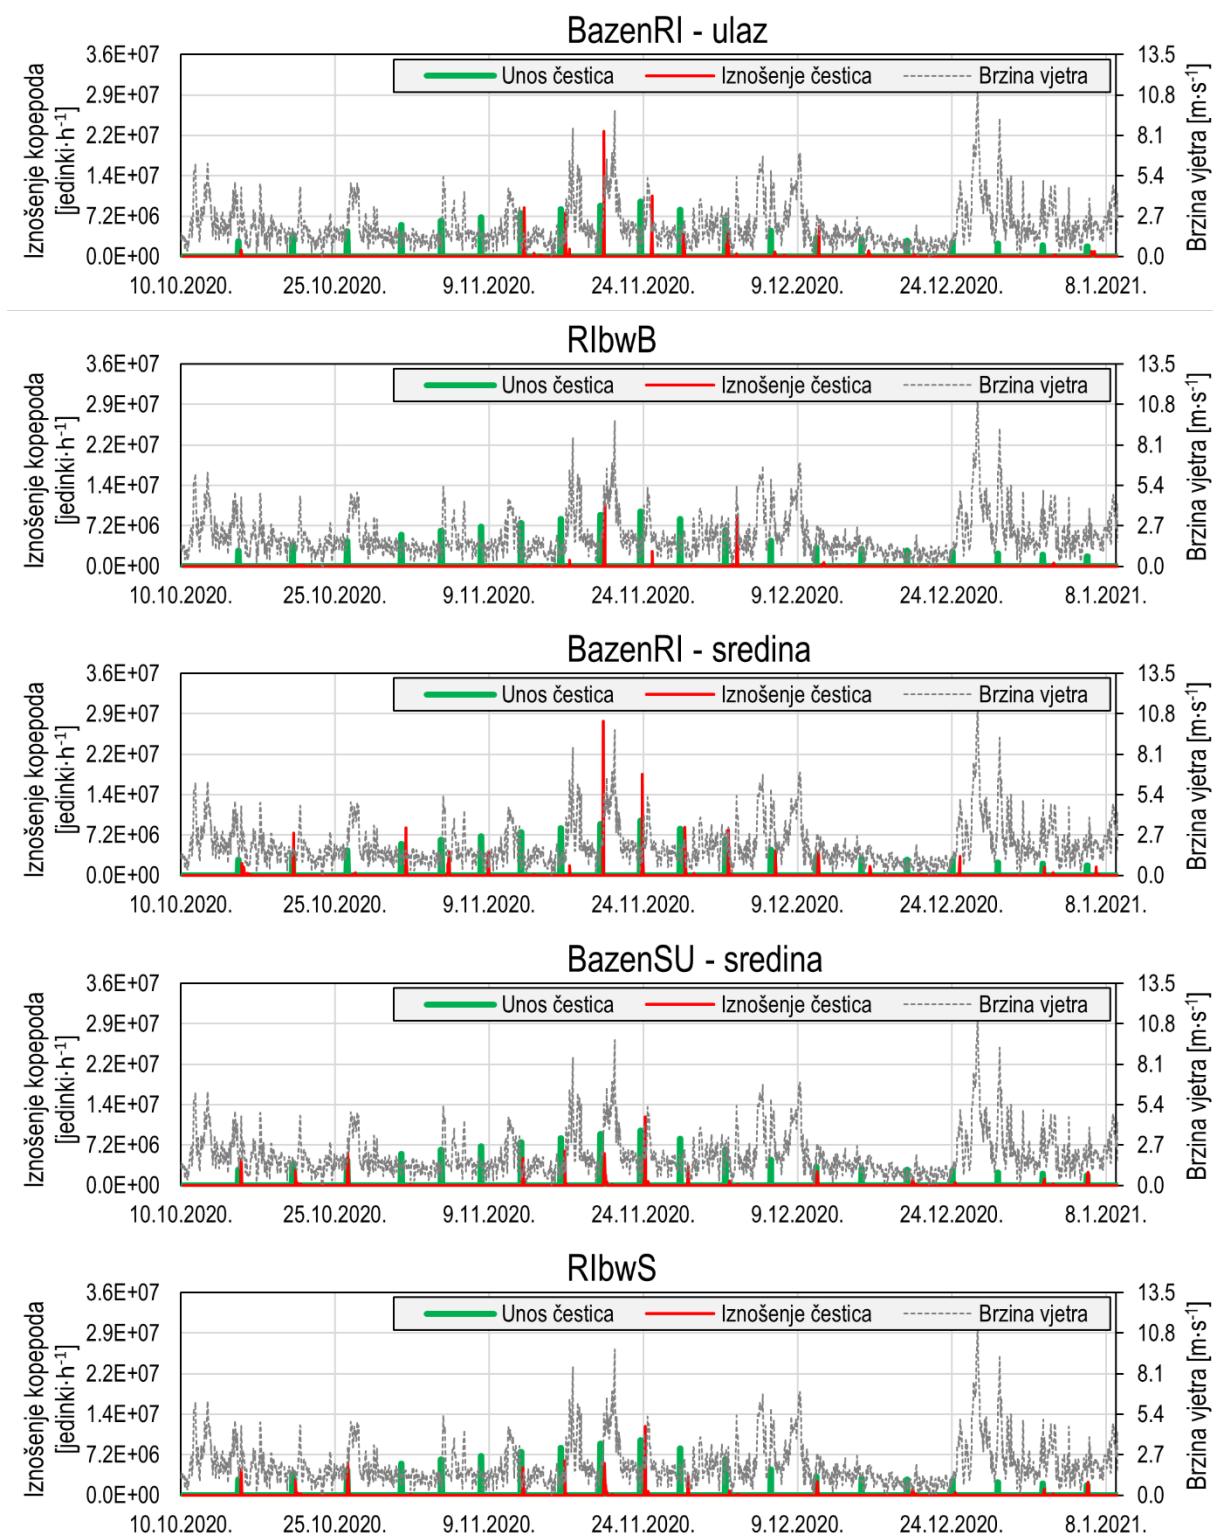 BazenRI - ulaz
Iznošenje kopepoda
[jedinki·h⁻¹]
Brzina vjetra [m·s⁻¹]
Unos čestica Iznošenje čestica Brzina vjetra
3.6E+07 13.5
2.9E+07 10.8
2.2E+07 8.1
1.4E+07 5.4
7.2E+06 2.7
0.0E+00 0.0
10.10.2020. 25.10.2020. 9.11.2020. 24.11.2020. 9.12.2020. 24.12.2020. 8.1.2021.
RIbwB
Iznošenje kopepoda
[jedinki·h⁻¹]
Brzina vjetra [m·s⁻¹]
Unos čestica Iznošenje čestica Brzina vjetra
3.6E+07 13.5
2.9E+07 10.8
2.2E+07 8.1
1.4E+07 5.4
7.2E+06 2.7
0.0E+00 0.0
10.10.2020. 25.10.2020. 9.11.2020. 24.11.2020. 9.12.2020. 24.12.2020. 8.1.2021.
BazenRI - sredina
Iznošenje kopepoda
[jedinki·h⁻¹]
Brzina vjetra [m·s⁻¹]
Unos čestica Iznošenje čestica Brzina vjetra
3.6E+07 13.5
2.9E+07 10.8
2.2E+07 8.1
1.4E+07 5.4
7.2E+06 2.7
0.0E+00 0.0
10.10.2020. 25.10.2020. 9.11.2020. 24.11.2020. 9.12.2020. 24.12.2020. 8.1.2021.
BazenSU - sredina
Iznošenje kopepoda
[jedinki·h⁻¹]
Brzina vjetra [m·s⁻¹]
Unos čestica Iznošenje čestica Brzina vjetra
3.6E+07 13.5
2.9E+07 10.8
2.2E+07 8.1
1.4E+07 5.4
7.2E+06 2.7
0.0E+00 0.0
10.10.2020. 25.10.2020. 9.11.2020. 24.11.2020. 9.12.2020. 24.12.2020. 8.1.2021.
RIbwS
Iznošenje kopepoda
[jedinki·h⁻¹]
Brzina vjetra [m·s⁻¹]
Unos čestica Iznošenje čestica Brzina vjetra
3.6E+07 13.5
2.9E+07 10.8
2.2E+07 8.1
1.4E+07 5.4
7.2E+06 2.7
0.0E+00 0.0
10.10.2020. 25.10.2020. 9.11.2020. 24.11.2020. 9.12.2020. 24.12.2020. 8.1.2021.